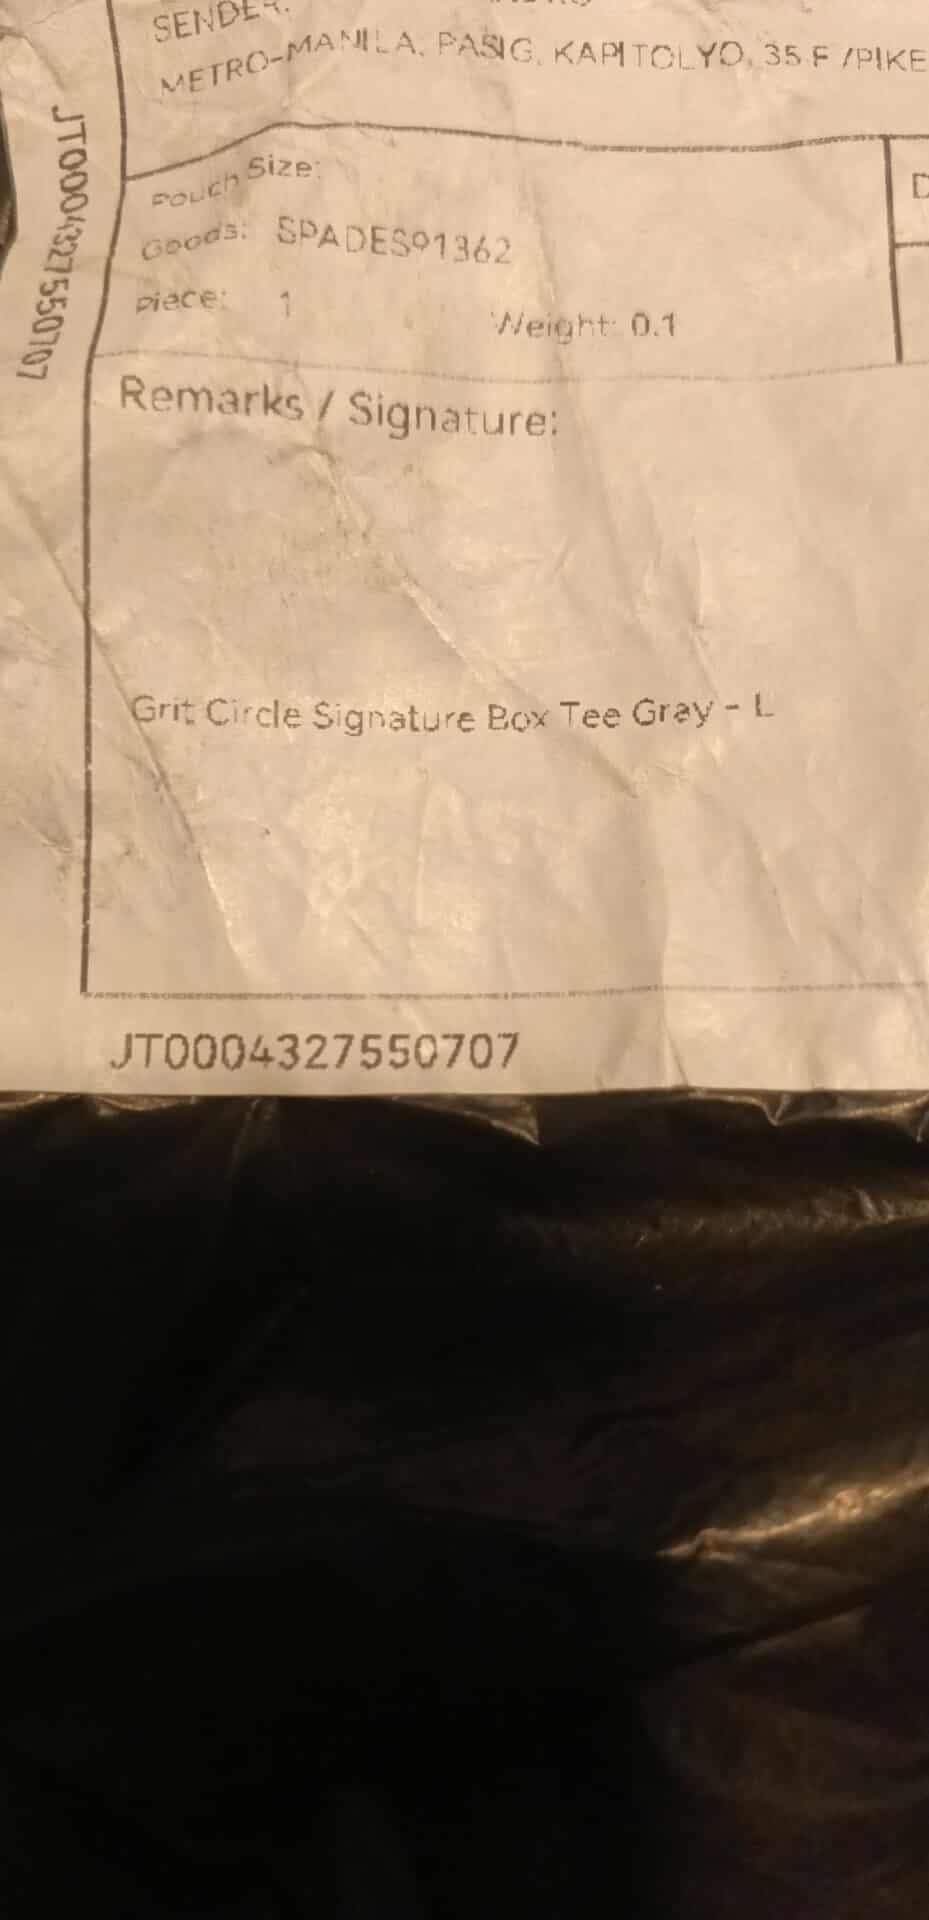 SENDER:
METRO-MANILA, PASIG, KAPITOLYO, 35 F /PIKE
JT0004327550707
Pouch Size:
Goods: SPADES91362
Piece: 1
Weight: 0.1
Remarks / Signature:
Grit Circle Signature Box Tee Gray - L
JT0004327550707